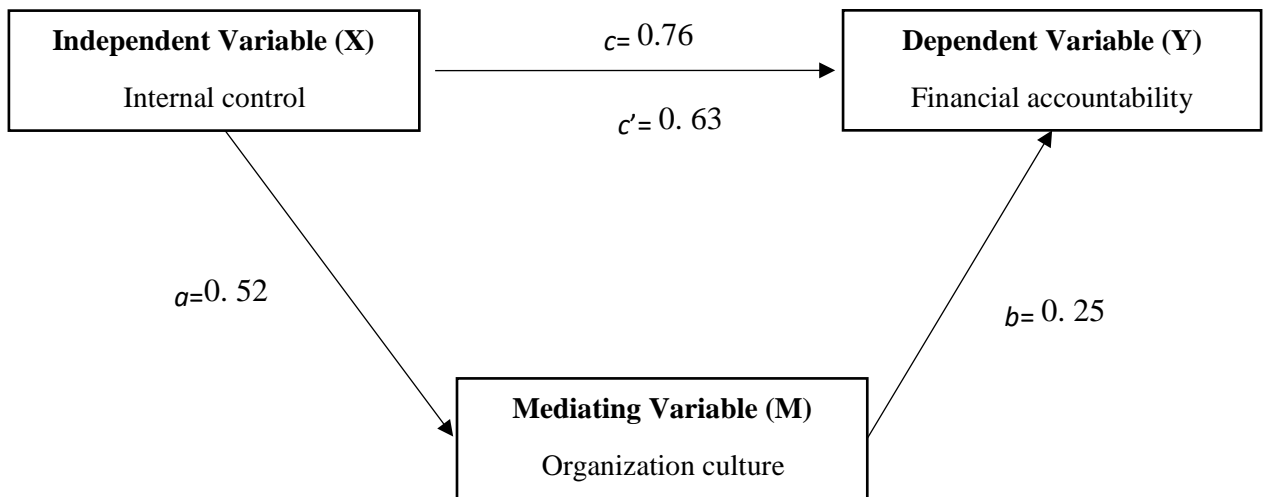 Independent Variable (X)
Internal control
c= 0.76
c’= 0. 63
Dependent Variable (Y)
Financial accountability
a=0. 52
b= 0. 25
Mediating Variable (M)
Organization culture